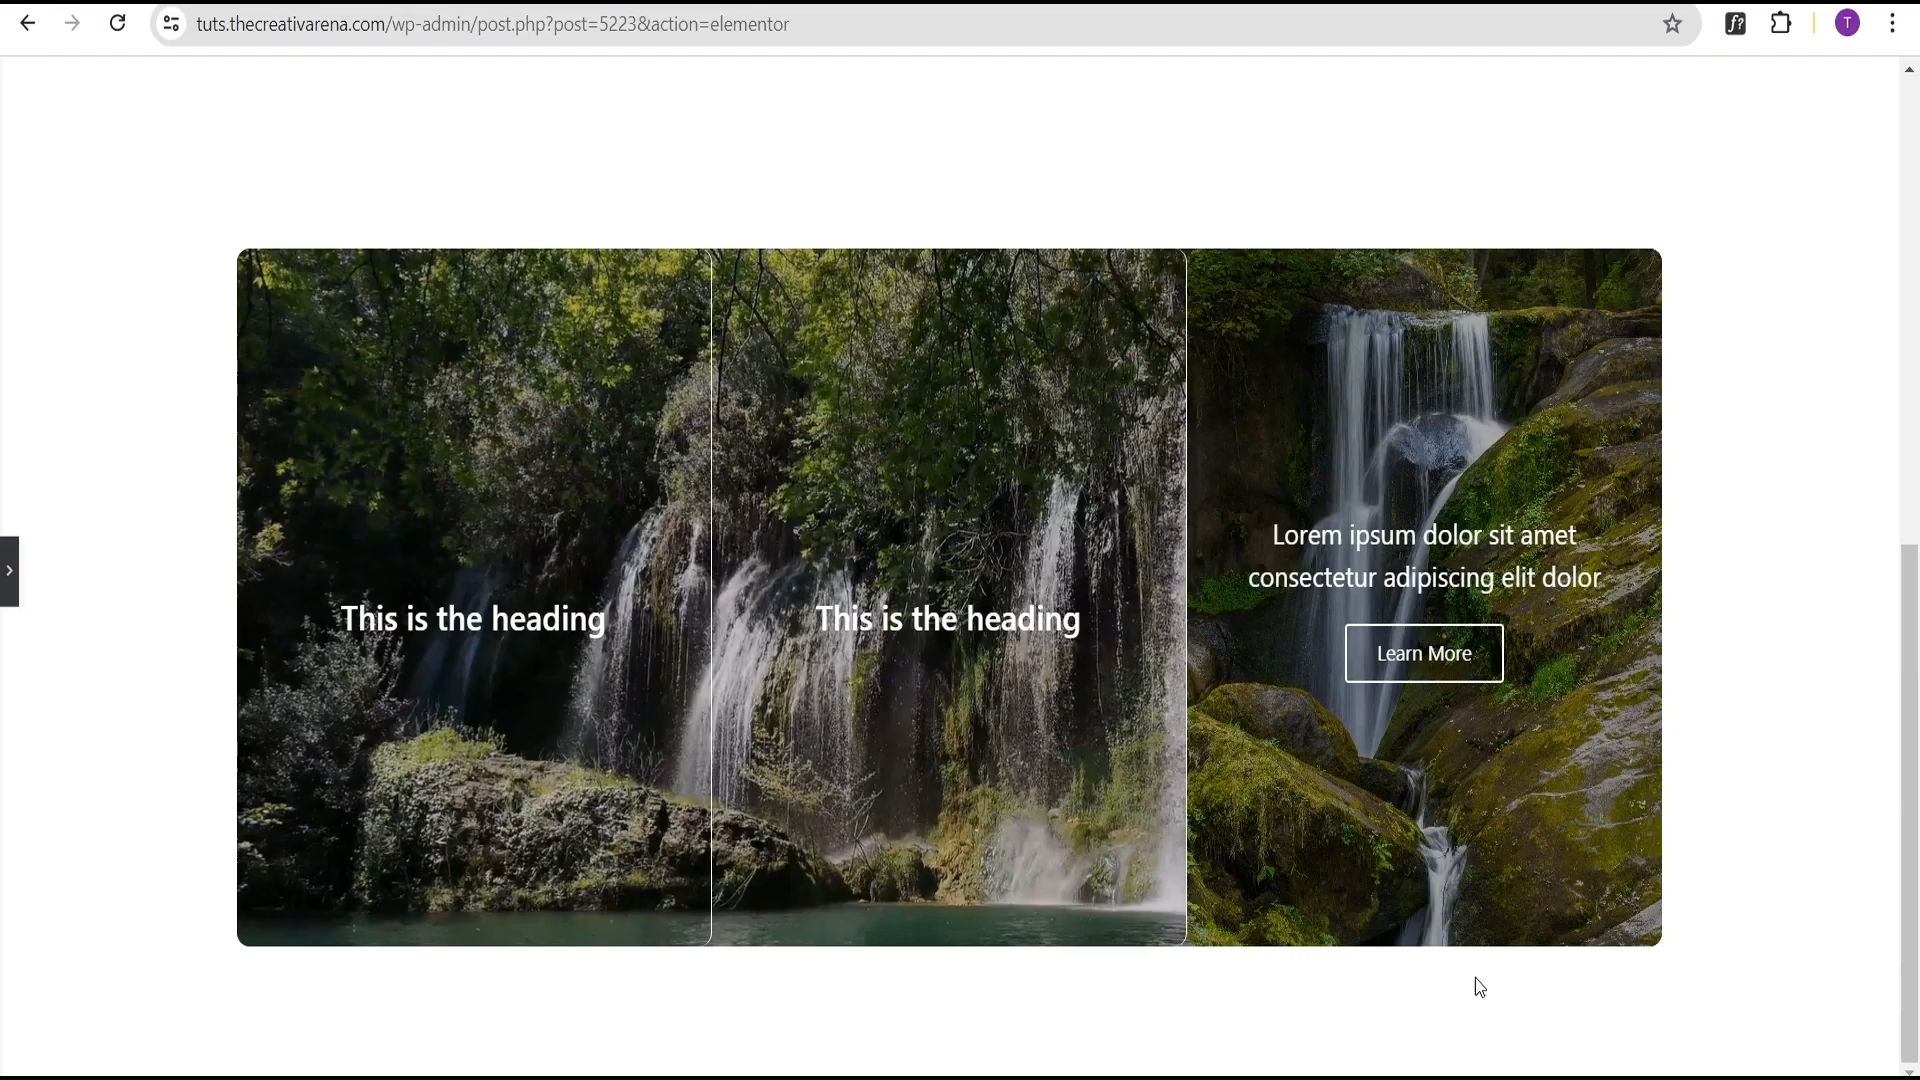 tuts.thecreativarena.com/wp-admin/post.php?post=5223&action=elementor
f?
T
This is the heading
This is the heading
Lorem ipsum dolor sit amet
consectetur adipiscing elit dolor
Learn More